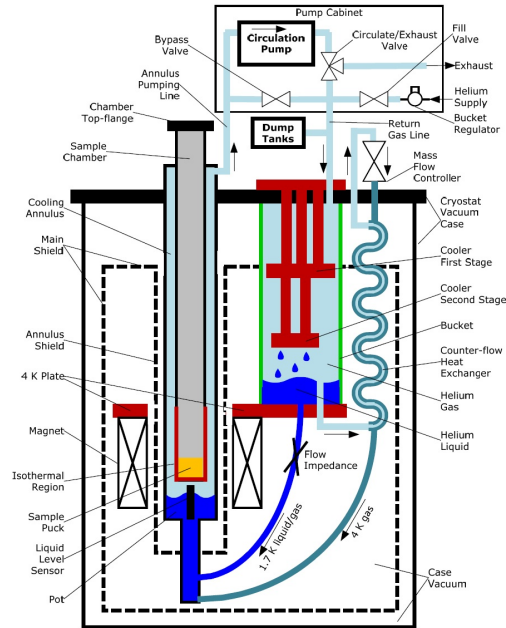 Pump Cabinet
Circulation
Pump
Circulate/Exhaust
Valve
Fill
Valve
Bypass
Valve
Annulus
Pumping
Line
Exhaust
Helium
Supply
Bucket
Regulator
Chamber
Top-flange
Dump
Tanks
Return
Gas Line
Sample
Chamber
Mass
Flow
Controller
Cooling
Annulus
Cryostat
Vacuum
Case
Main
Shield
Cooler
First Stage
Cooler
Second Stage
Annulus
Shield
Bucket
Counter-flow
Heat
Exchanger
4 K Plate
Helium
Gas
Magnet
Helium
Liquid
Flow
Impedance
Isothermal
Region
Sample
Puck
Liquid
Level
Sensor
Pot
1.7 K liquid/gas
4 K gas
Case
Vacuum